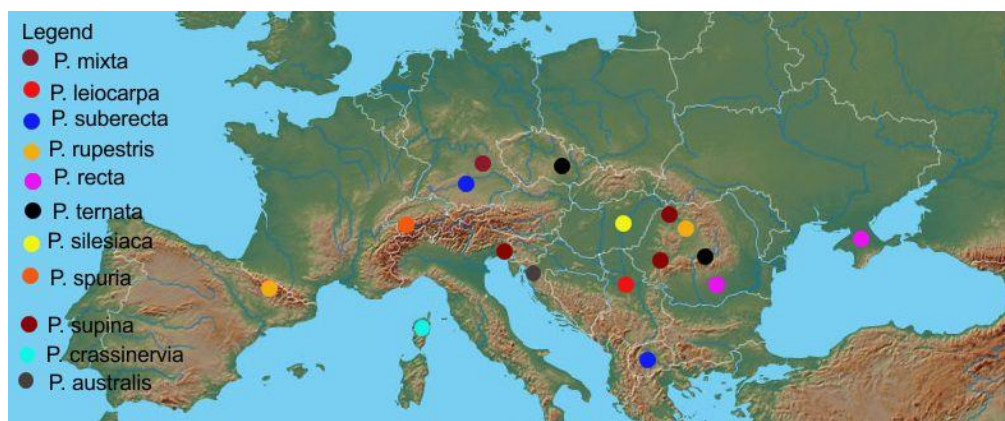 Legend
P. mixta
P. leiocarpa
P. suberecta
P. rupestris
P. recta
P. ternata
P. silesiaca
P. spuria
P. supina
P. crassinervia
P. australis